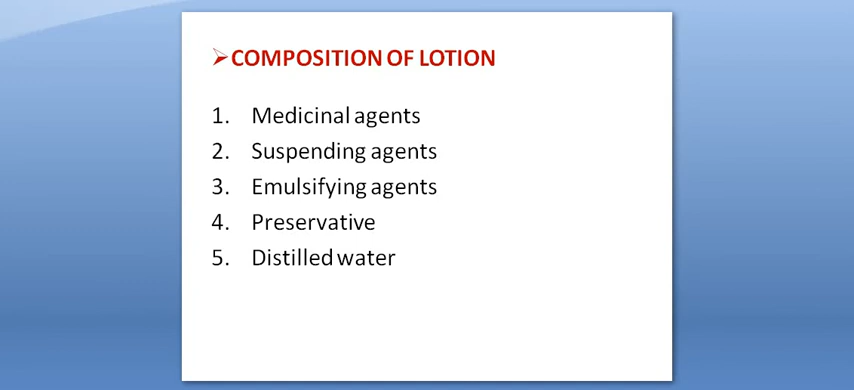 COMPOSITION OF LOTION
1. Medicinal agents
2. Suspending agents
3. Emulsifying agents
4. Preservative
5. Distilled water